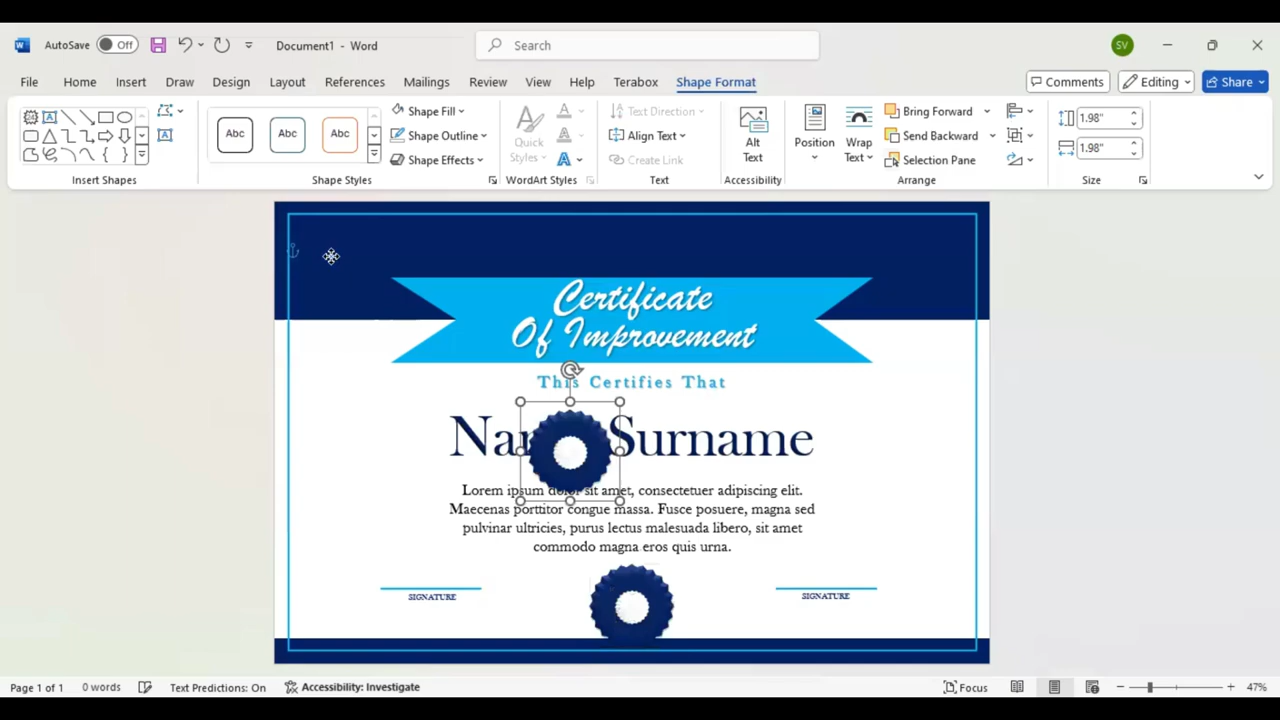 AutoSave Off Document1 - Word Search SV
File Home Insert Draw Design Layout References Mailings Review View Help Terabox Shape Format Comments Editing Share
Abc Abc Abc
Shape Fill
Shape Outline
Shape Effects
Quick
Styles
Text Direction
Align Text
Create Link
Alt
Text
Position
Wrap
Text
Bring Forward
Send Backward
Selection Pane
1.98"
1.98"
Insert Shapes Shape Styles WordArt Styles Text Accessibility Arrange Size
Certificate
Of Improvement
This Certifies That
Surname
Lorem ipsum dolor sit amet, consectetuer adipiscing elit.
Maecenas porttitor congue massa. Fusce posuere, magna sed
pulvinar ultricies, purus lectus malesuada libero, sit amet
commodo magna eros quis urna.
SIGNATURE SIGNATURE
Page 1 of 1 0 words Text Predictions: On Accessibility: Investigate Focus 47%